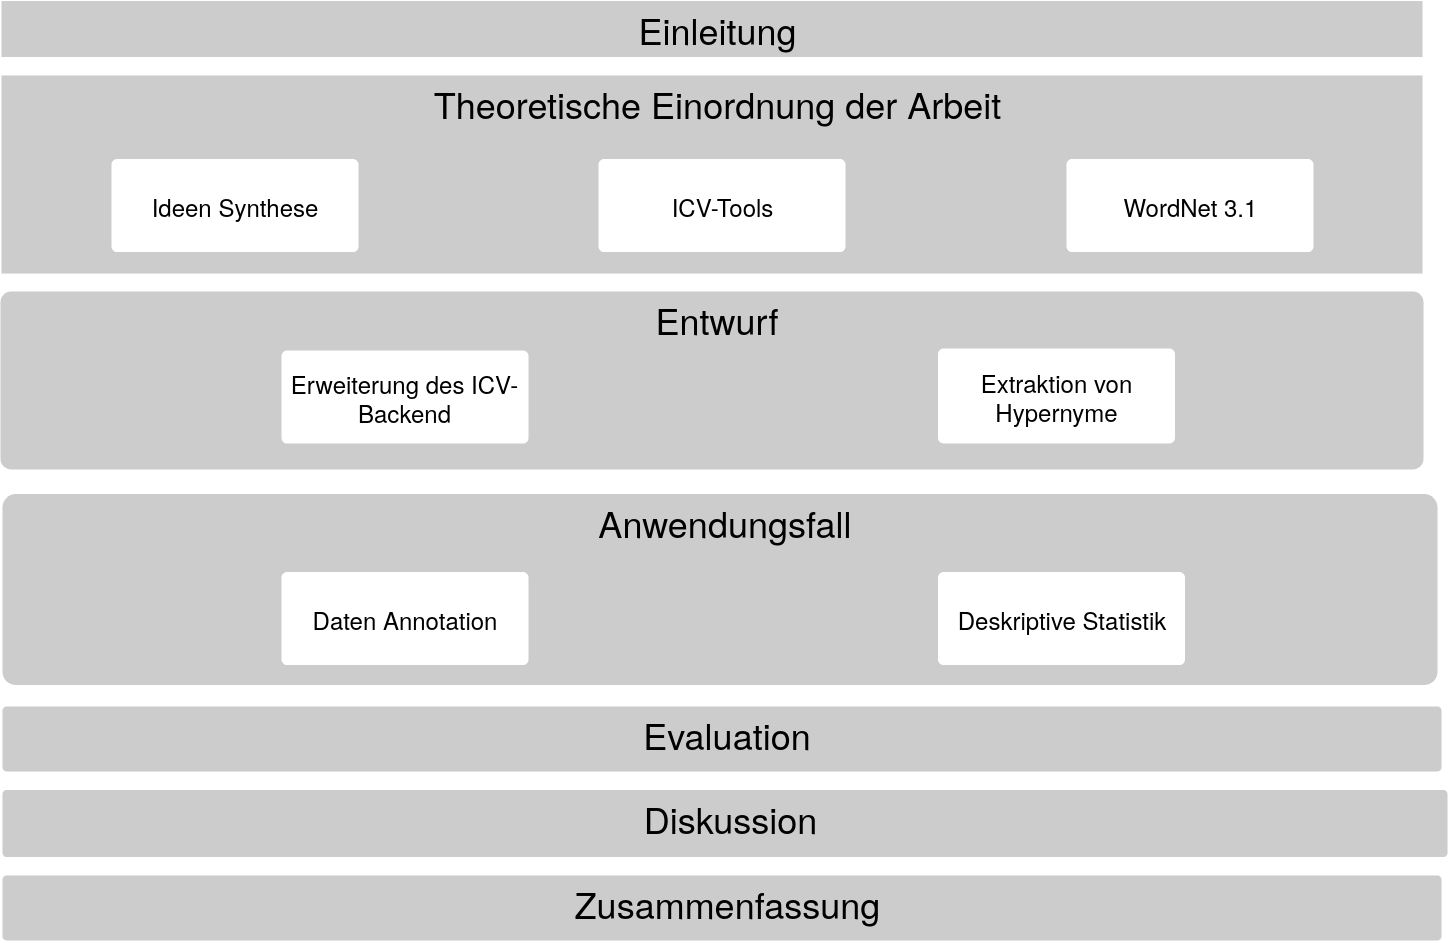 Einleitung
Theoretische Einordnung der Arbeit
Ideen Synthese
ICV-Tools
WordNet 3.1
Entwurf
Erweiterung des ICV-
Backend
Extraktion von
Hypernyme
Anwendungsfall
Daten Annotation
Deskriptive Statistik
Evaluation
Diskussion
Zusammenfassung